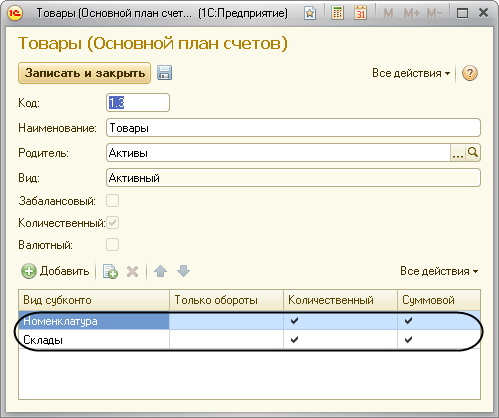 Товары (Основной план счет... (1С:Предприятие)
31 M M+ M-
Товары (Основной план счетов)
Записать и закрыть
Все действия
?
Код: 1.3
Наименование: Товары
Родитель: Активы ...
Вид: Активный
Забалансовый:
Количественный:
Валютный:
Добавить
Все действия
Вид субконто Только обороты Количественный Суммовой
Номенклатура
Склады